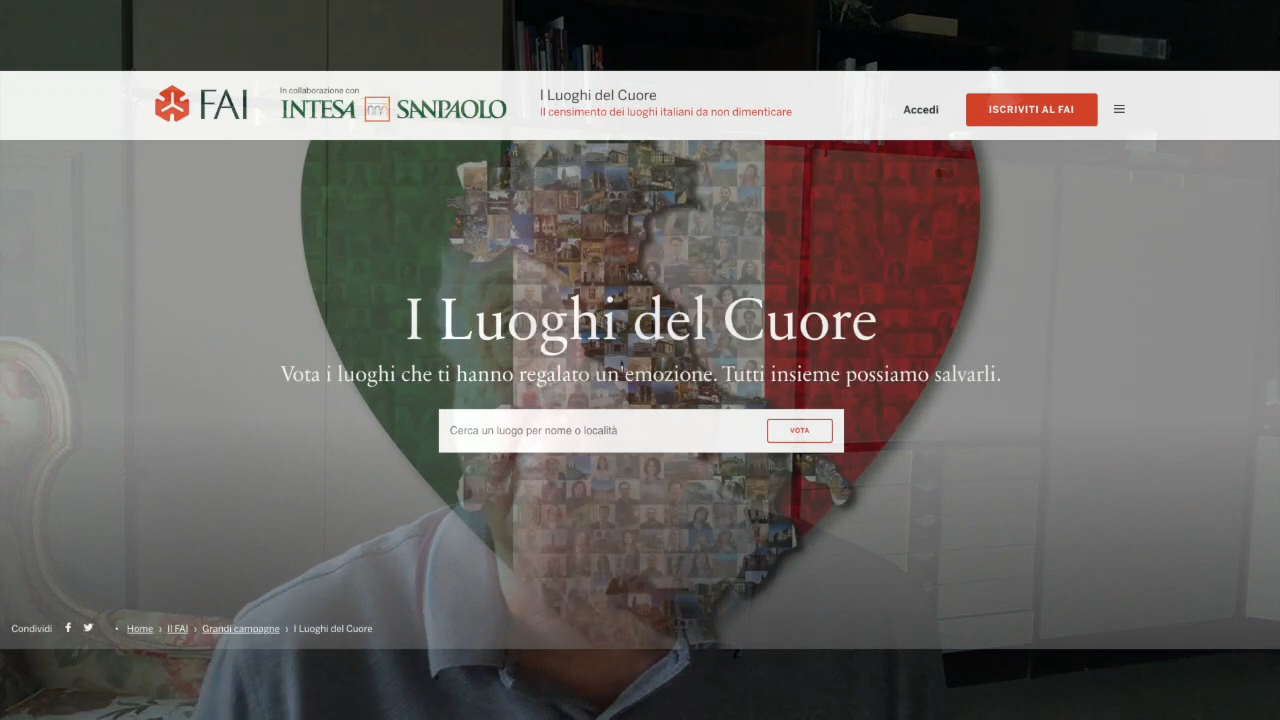 FAI
In collaborazione con
INTESA SANPAOLO
I Luoghi del Cuore
Il censimento dei luoghi italiani da non dimenticare
Accedi
ISCRIVITI AL FAI
I Luoghi del Cuore
Vota i luoghi che ti hanno regalato un'emozione. Tutti insieme possiamo salvarli.
Cerca un luogo per nome o località
VOTA
Condividi • Home › Il FAI › Grandi campagne › I Luoghi del Cuore